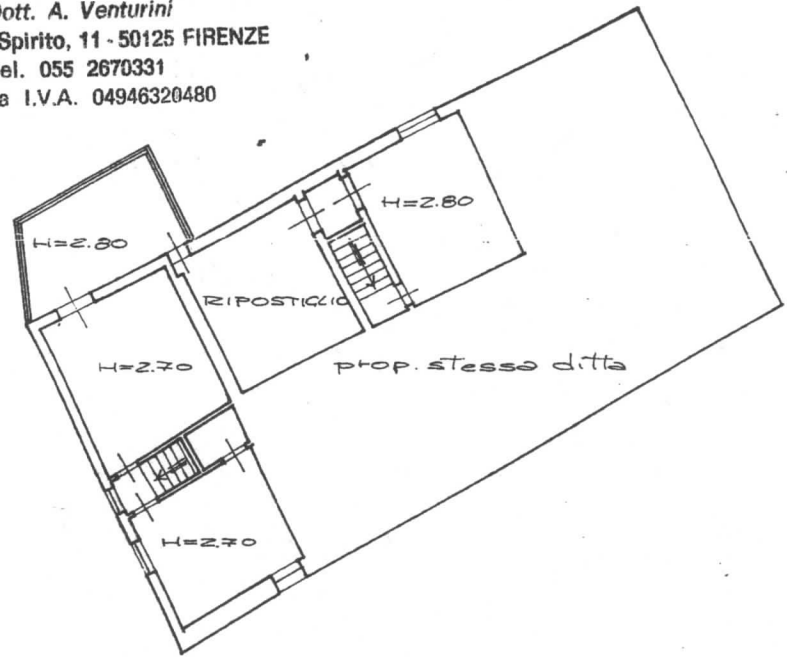 Dott. A. Venturini
Spirito, 11 - 50125 FIRENZE
el. 055 2670331
a I.V.A. 04946320480
H=2.80
H=2.80
RIPOSTIGLIO
H=2.70
prop. stessa ditta
H=2.70